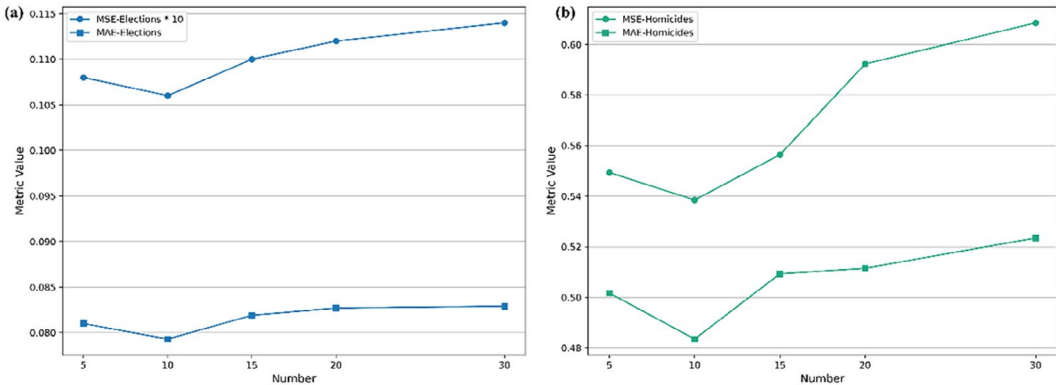 (a)
MSE-Elections * 10
MAE-Elections
0.115
0.110
0.105
0.100
0.095
0.090
0.085
0.080
Metric Value
5 10 15 20 30
Number
(b)
MSE-Homicides
MAE-Homicides
0.60
0.58
0.56
0.54
0.52
0.50
0.48
Metric Value
5 10 15 20 30
Number